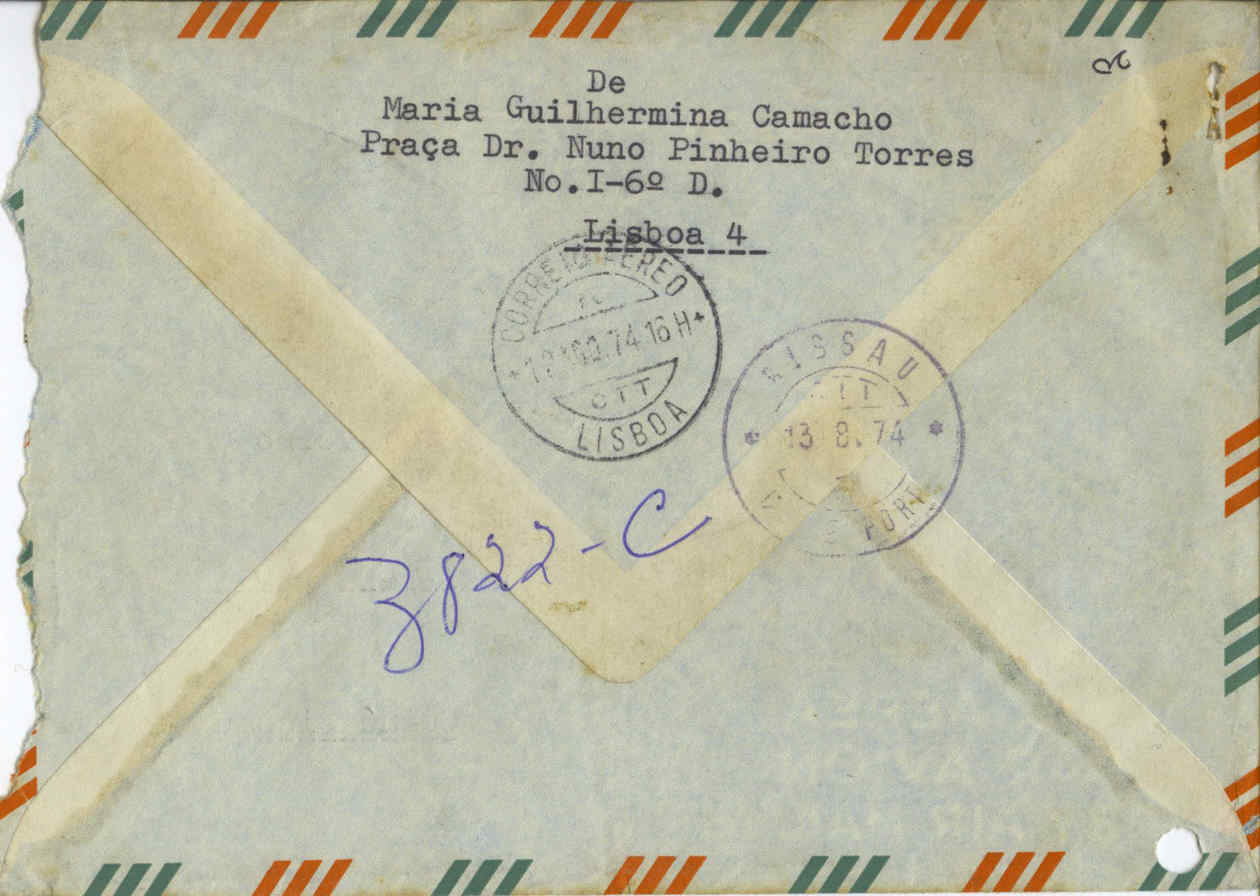 De
Maria Guilhermina Camacho
Praça Dr. Nuno Pinheiro Torres
No.I-6º D.
Lisboa 4
CORREIO AEREO
74 16 H
CTT
LISBOA
BISSAU
13 8. 74
PORT
3822-C